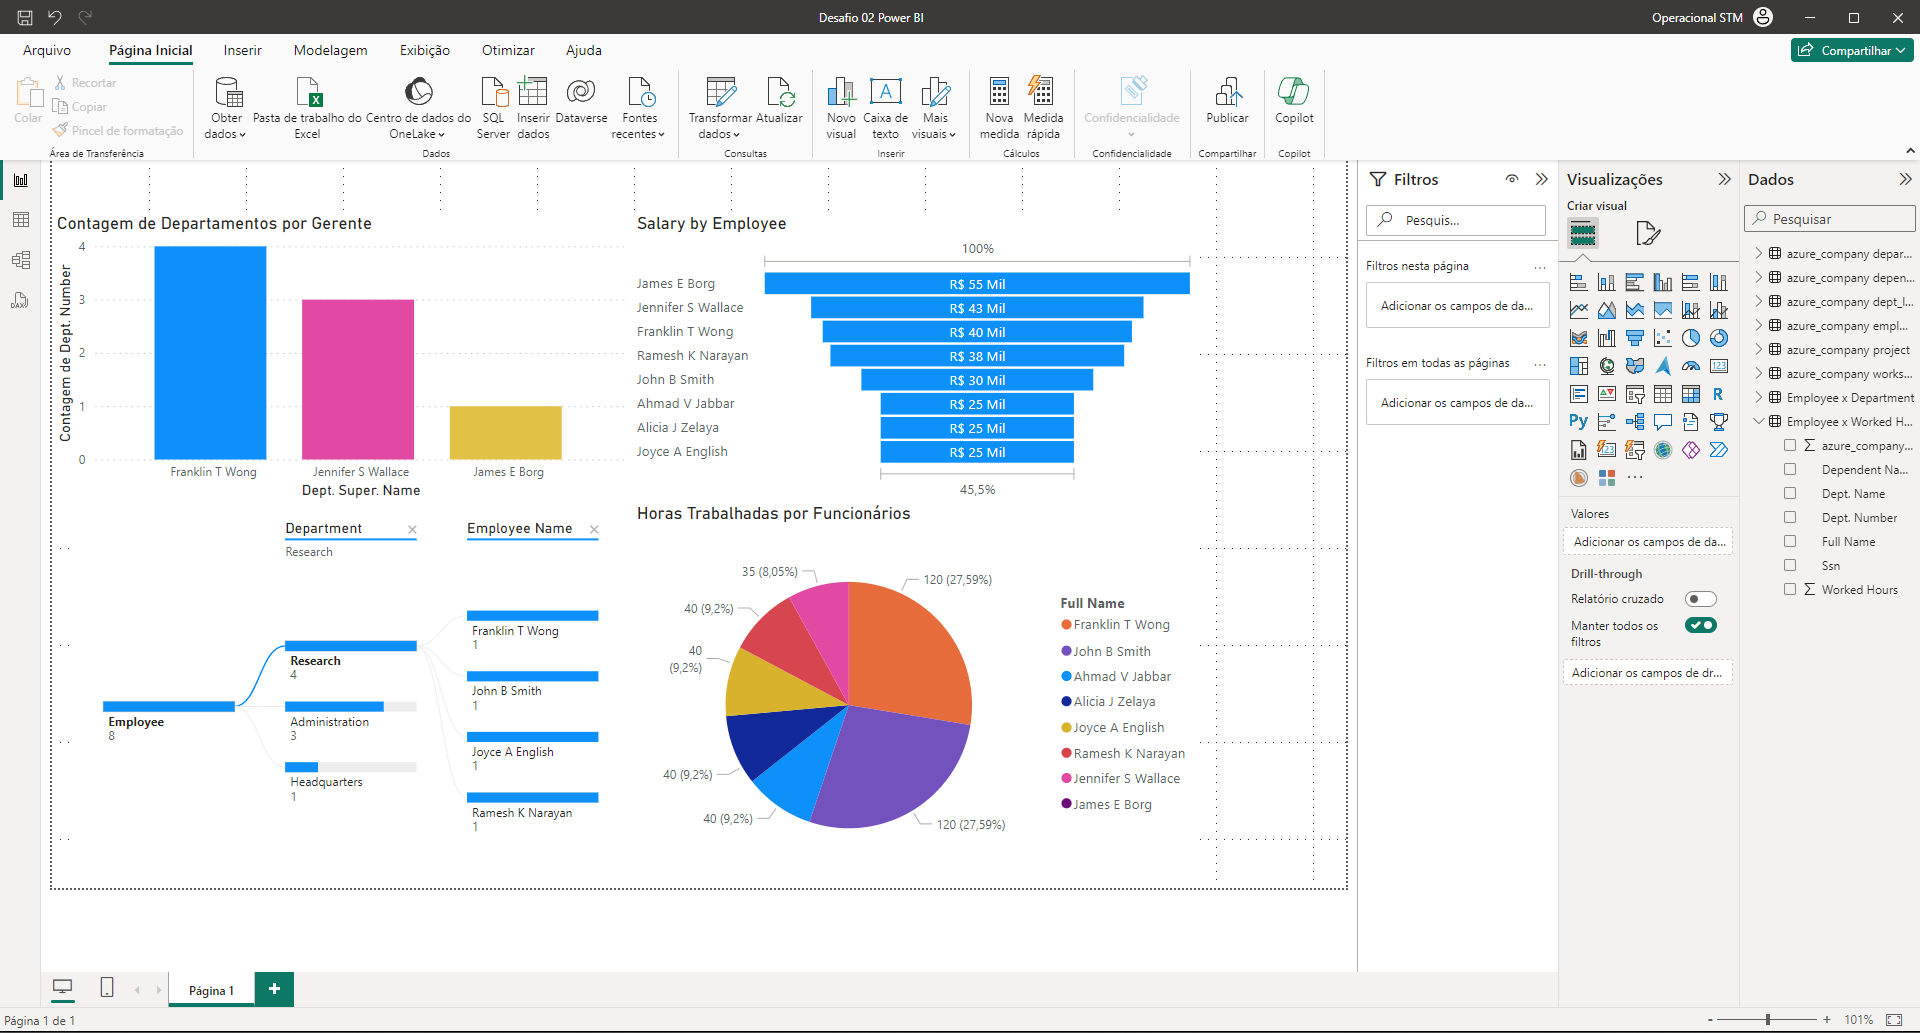 Desafio 02 Power BI
Operacional STM
Arquivo
Página Inicial
Inserir
Modelagem
Exibição
Otimizar
Ajuda
Compartilhar
Colar
Recortar
Copiar
Pincel de formatação
Área de Transferência
Obter dados
Pasta de trabalho do Excel
Centro de dados do OneLake
SQL Server
Inserir dados
Dataverse
Fontes recentes
Dados
Transformar dados
Atualizar
Consultas
Novo visual
Caixa de texto
Mais visuais
Inserir
Nova medida
Medida rápida
Cálculos
Confidencialidade
Confidencialidade
Publicar
Compartilhar
Copilot
Copilot
Contagem de Departamentos por Gerente
Contagem de Dept. Number
4
3
2
1
0
Franklin T Wong
Jennifer S Wallace
James E Borg
Dept. Super. Name
Salary by Employee
100%
James E Borg R$ 55 Mil
Jennifer S Wallace R$ 43 Mil
Franklin T Wong R$ 40 Mil
Ramesh K Narayan R$ 38 Mil
John B Smith R$ 30 Mil
Ahmad V Jabbar R$ 25 Mil
Alicia J Zelaya R$ 25 Mil
Joyce A English R$ 25 Mil
45,5%
Department
Research
Employee Name
Employee
8
Research
4
Administration
3
Headquarters
1
Franklin T Wong
1
John B Smith
1
Joyce A English
1
Ramesh K Narayan
1
Horas Trabalhadas por Funcionários
35 (8,05%)
120 (27,59%)
40 (9,2%)
40
(9,2%)
40 (9,2%)
40 (9,2%)
120 (27,59%)
Full Name
Franklin T Wong
John B Smith
Ahmad V Jabbar
Alicia J Zelaya
Joyce A English
Ramesh K Narayan
Jennifer S Wallace
James E Borg
Filtros
Pesquis...
Filtros nesta página ...
Adicionar os campos de da...
Filtros em todas as páginas ...
Adicionar os campos de da...
Visualizações
Criar visual
123
R
Py
123
...
Valores
Adicionar os campos de da...
Drill-through
Relatório cruzado
Manter todos os
filtros
Adicionar os campos de dr...
Dados
Pesquisar
azure_company depar...
azure_company depen...
azure_company dept_l...
azure_company empl...
azure_company project
azure_company works...
Employee x Department
Employee x Worked H...
∑ azure_company...
Dependent Na...
Dept. Name
Dept. Number
Full Name
Ssn
∑ Worked Hours
Página 1
+
Página 1 de 1
- + 101%